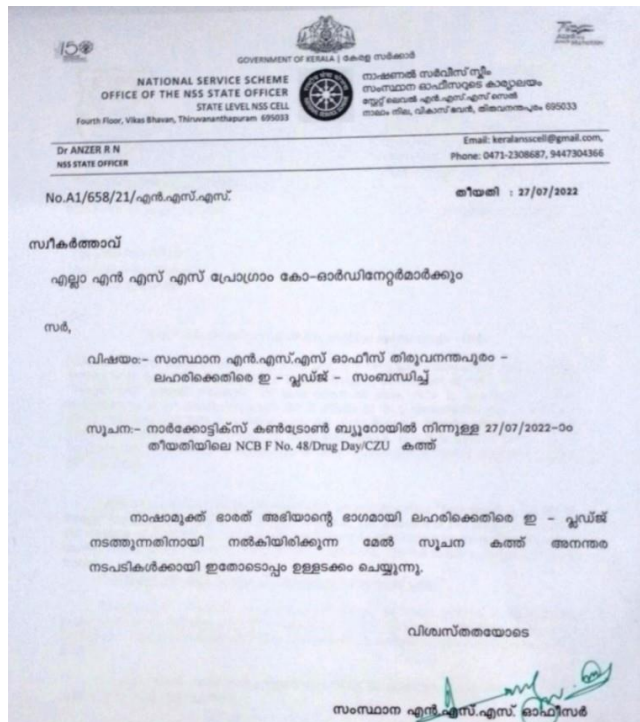 150
GOVERNMENT OF KERALA | കേരള സർക്കാർ
NATIONAL SERVICE SCHEME
OFFICE OF THE NSS STATE OFFICER
STATE LEVEL NSS CELL
Fourth Floor, Vikas Bhavan, Thiruvananthapuram 695033
നാഷണൽ സർവീസ് സ്കീം
സംസ്ഥാന ഓഫീസറുടെ കാര്യാലയം
സ്റ്റേറ്റ് ലെവൽ എൻ.എസ്.എസ് സെൽ
നാലാം നില, വികാസ് ഭവൻ, തിരുവനന്തപുരം 695033
Dr ANZER R N
NSS STATE OFFICER
Email: keralansscell@gmail.com,
Phone: 0471-2308687, 9447304366
No.A1/658/21/എൻ.എസ്.എസ്.
തീയതി : 27/07/2022
സ്വീകർത്താവ്
എല്ലാ എൻ എസ് എസ് പ്രോഗ്രാം കോ-ഓർഡിനേറ്റർമാർക്കും
സർ,
വിഷയം:- സംസ്ഥാന എൻ.എസ്.എസ് ഓഫീസ് തിരുവനന്തപുരം -
ലഹരിക്കെതിരെ ഇ - പ്ലഡ്ജ് - സംബന്ധിച്ച്
സൂചന:- നാർക്കോട്ടിക്സ് കൺട്രോൺ ബ്യൂറോയിൽ നിന്നുള്ള 27/07/2022-ാം
തീയതിയിലെ NCB F No. 48/Drug Day/CZU കത്ത്
നാഷാമുക്ത് ഭാരത് അഭിയാന്റെ ഭാഗമായി ലഹരിക്കെതിരെ ഇ - പ്ലഡ്ജ്
നടത്തുന്നതിനായി നൽകിയിരിക്കുന്ന മേൽ സൂചന കത്ത് അനന്തര
നടപടികൾക്കായി ഇതോടൊപ്പം ഉള്ളടക്കം ചെയ്യുന്നു.
വിശ്വസ്തതയോടെ
സംസ്ഥാന എൻ.എസ്.എസ്. ഓഫീസർ